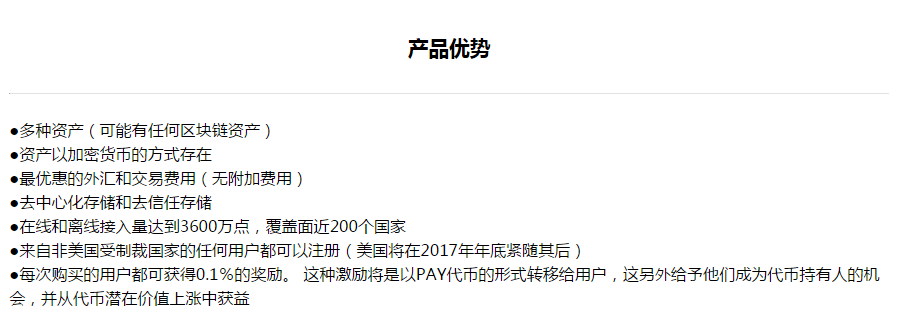 产品优势
●多种资产（可能有任何区块链资产）
●资产以加密货币的方式存在
●最优惠的外汇和交易费用（无附加费用）
●去中心化存储和去信任存储
●在线和离线接入量达到3600万点，覆盖面近200个国家
●来自非美国受制裁国家的任何用户都可以注册（美国将在2017年年底紧随其后）
●每次购买的用户都可获得0.1%的奖励。 这种激励将是以PAY代币的形式转移给用户，这另外给予他们成为代币持有人的机
会，并从代币潜在价值上涨中获益